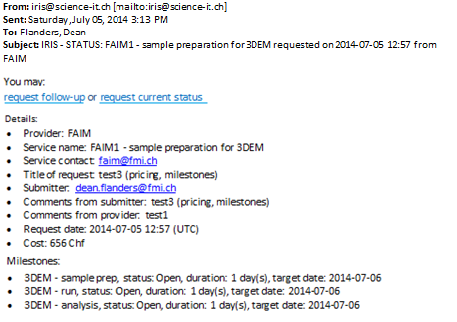 From: iris@science-it.ch [mailto:iris@science-it.ch]
Sent: Saturday, July 05, 2014 3:13 PM
To: Flanders, Dean
Subject: IRIS - STATUS: FAIM1 - sample preparation for 3DEM requested on 2014-07-05 12:57 from
FAIM
You may:
request follow-up or request current status
Details:
• Provider: FAIM
• Service name: FAIM1 - sample preparation for 3DEM
• Service contact: faim@fmi.ch
• Title of request: test3 (pricing, milestones)
• Submitter: dean.flanders@fmi.ch
• Comments from submitter: test3 (pricing, milestones)
• Comments from provider: test1
• Request date: 2014-07-05 12:57 (UTC)
• Cost: 656 Chf
Milestones:
• 3DEM - sample prep, status: Open, duration: 1 day(s), target date: 2014-07-06
• 3DEM - run, status: Open, duration: 1 day(s), target date: 2014-07-06
• 3DEM - analysis, status: Open, duration: 1 day(s), target date: 2014-07-06